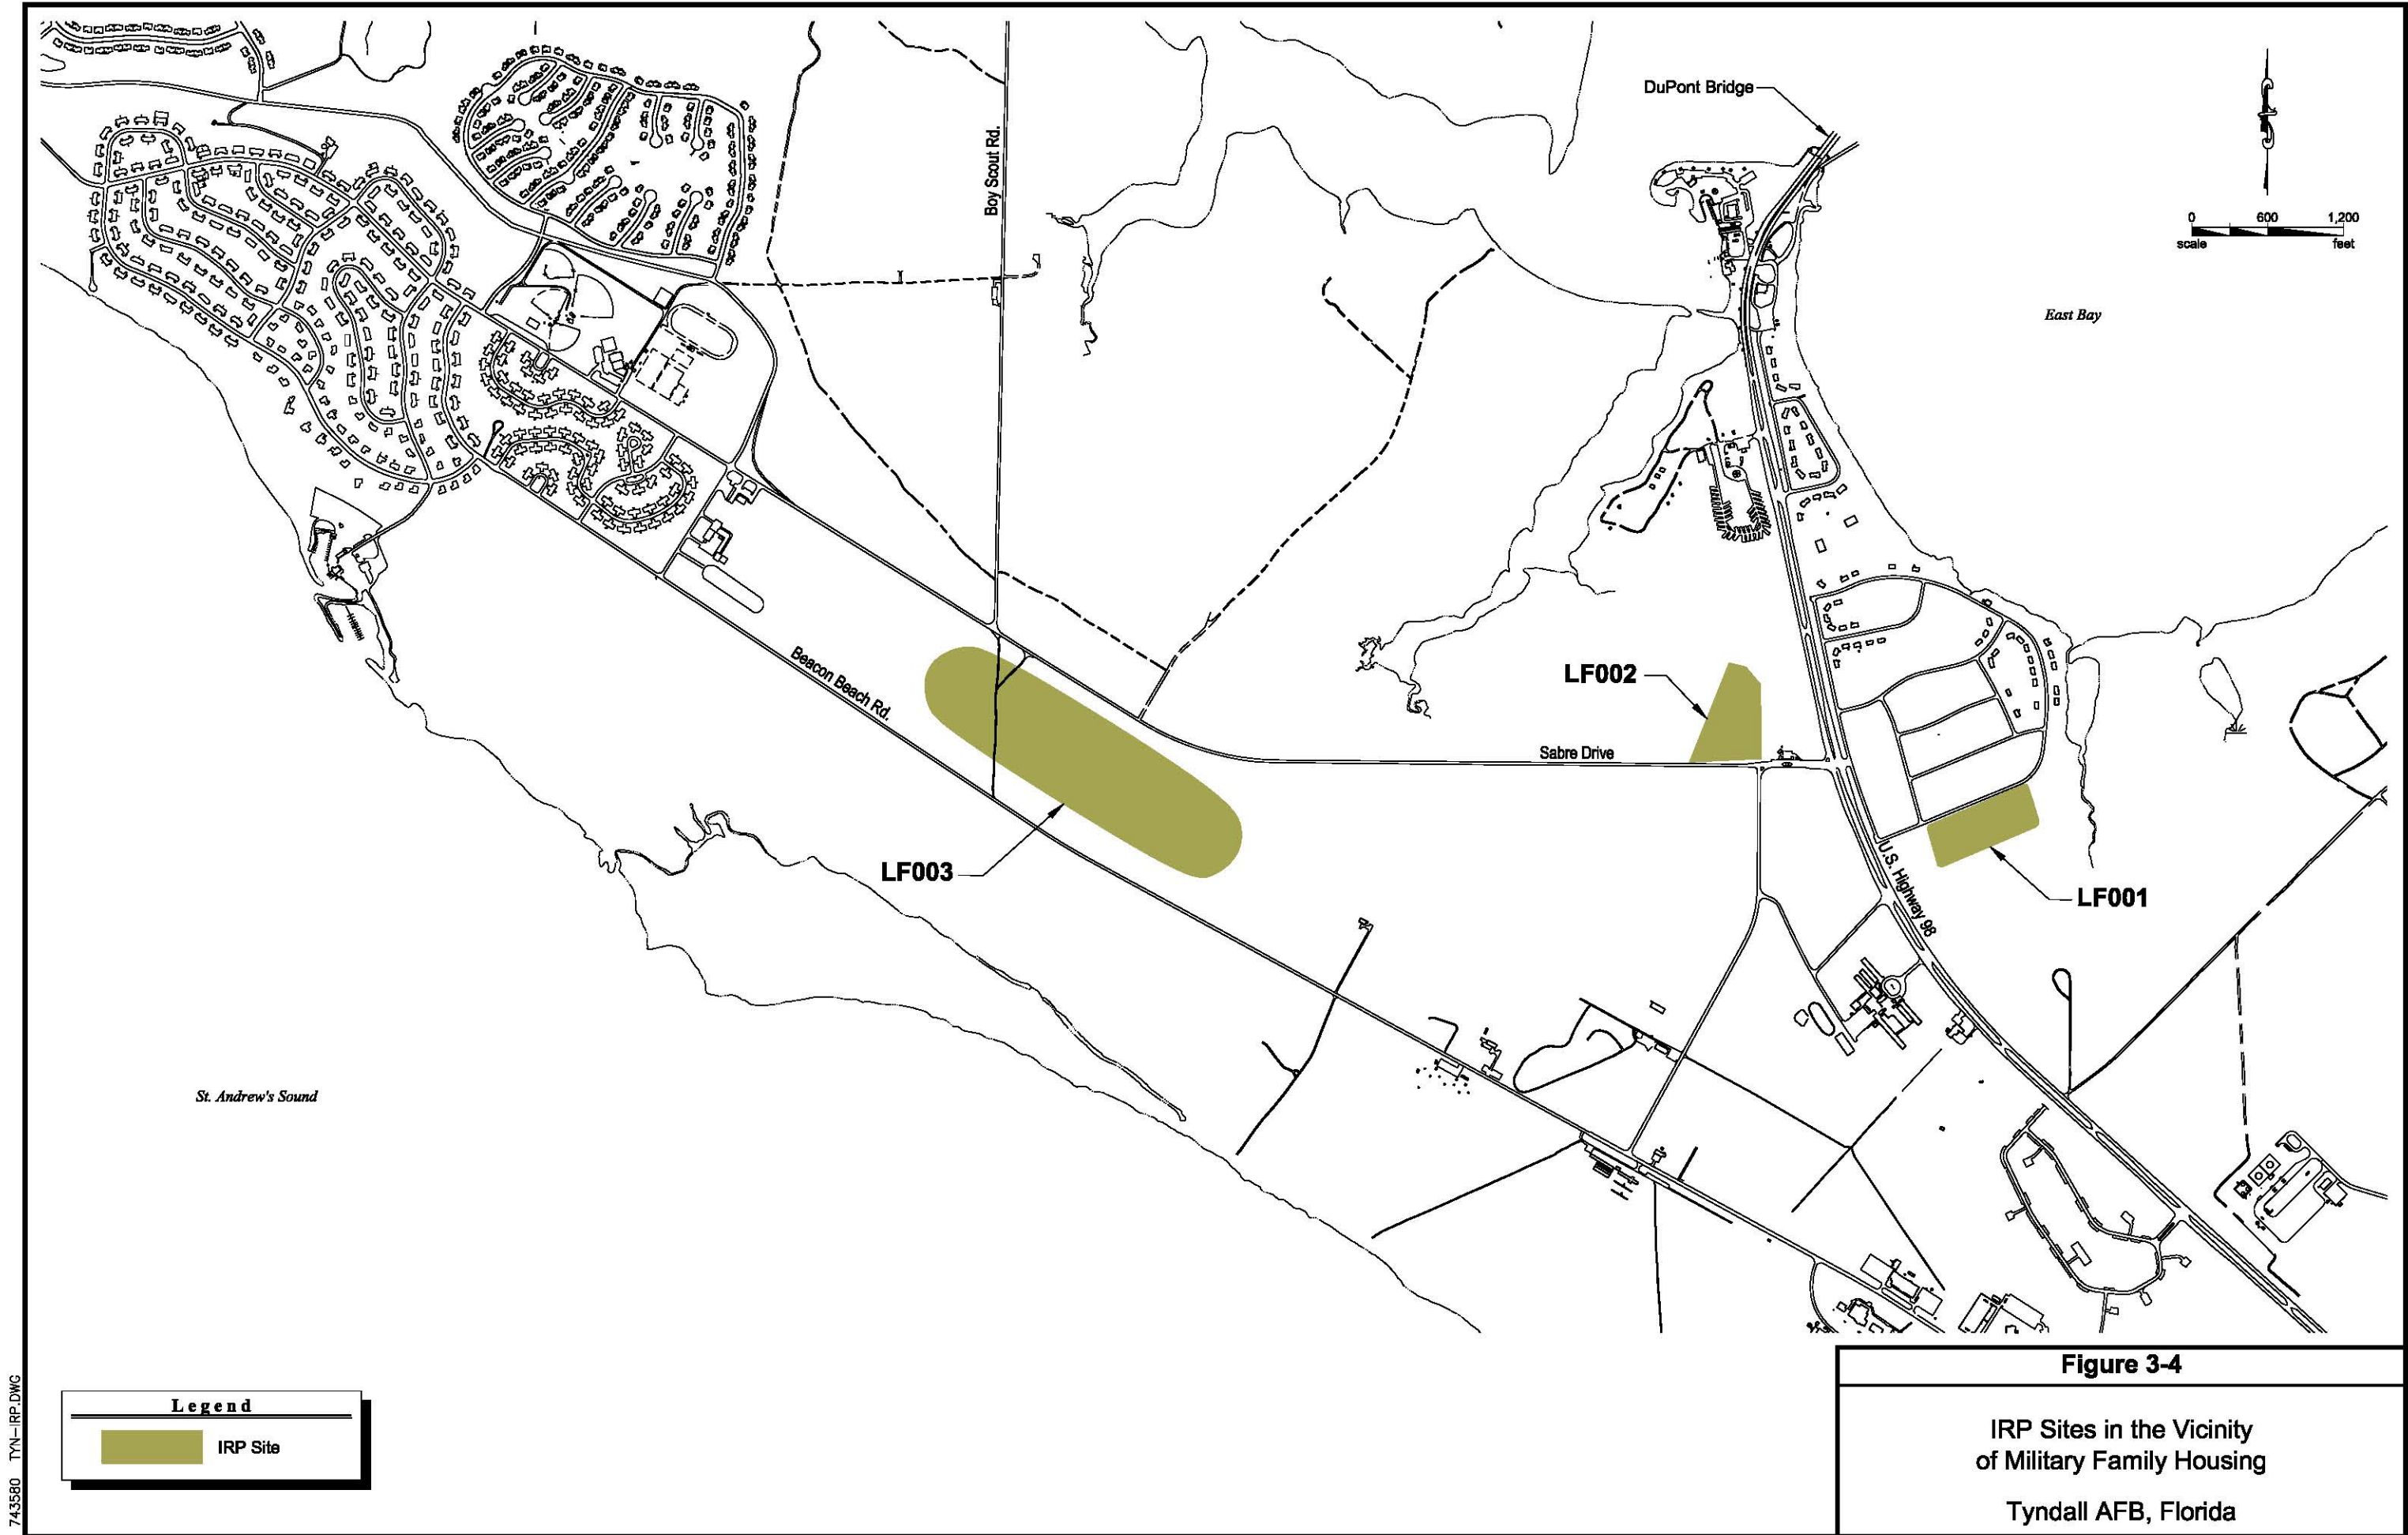 DuPont Bridge
Boy Scout Rd.
0 600 1,200
scale feet
East Bay
LF002
Beacon Beach Rd.
Sabre Drive
LF003
U.S. Highway 98
LF001
St. Andrew's Sound
Legend
IRP Site
Figure 3-4
IRP Sites in the Vicinity
of Military Family Housing
Tyndall AFB, Florida
743580 TYN-IRP.DWG